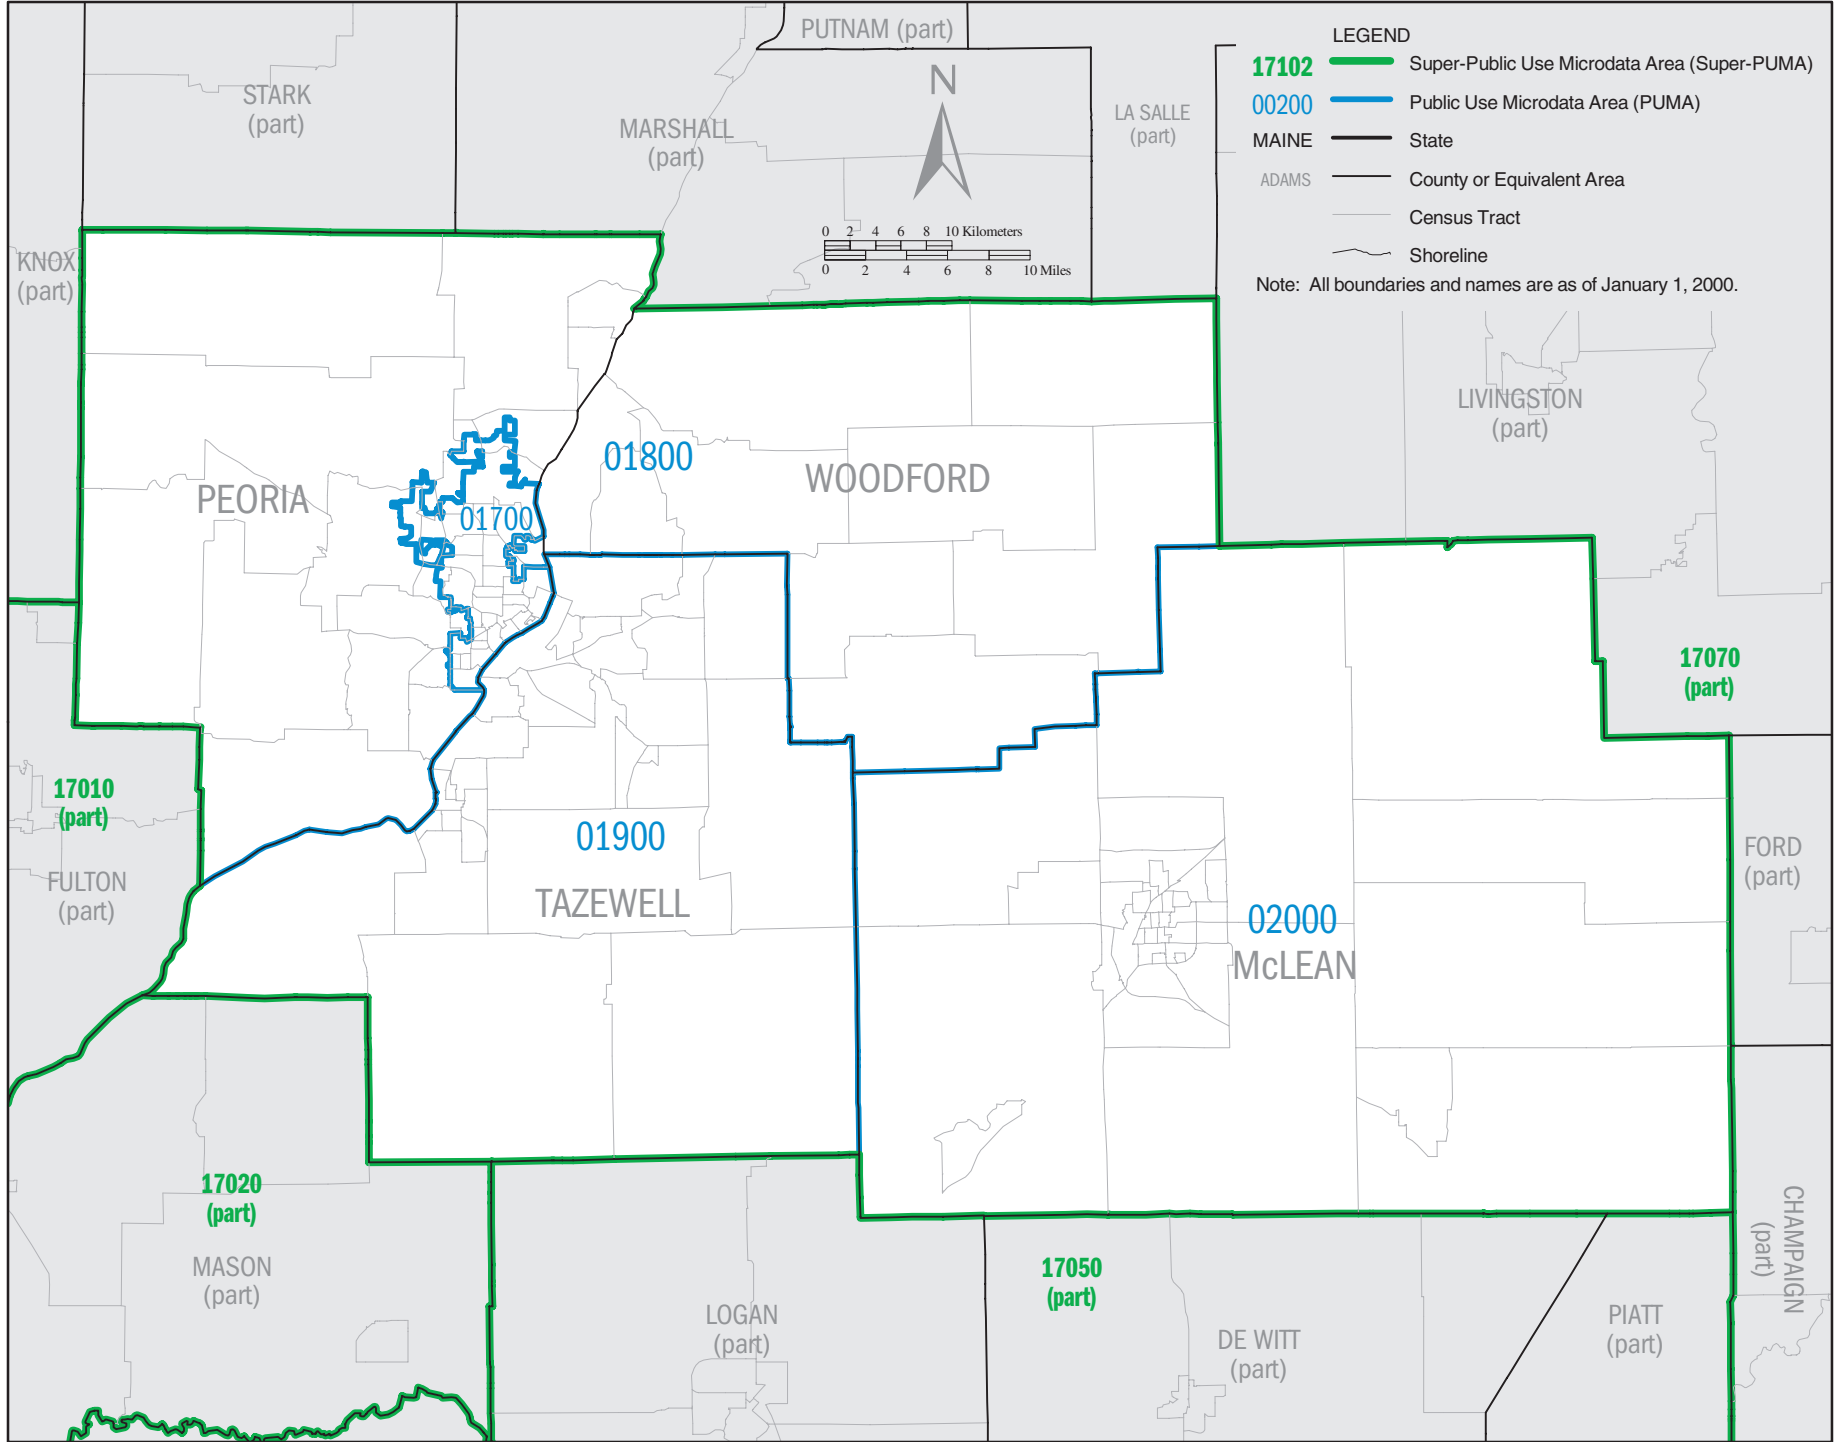 LEGEND
17102 Super-Public Use Microdata Area (Super-PUMA)
00200 Public Use Microdata Area (PUMA)
MAINE State
ADAMS County or Equivalent Area
Census Tract
Shoreline
Note: All boundaries and names are as of January 1, 2000.
PUTNAM (part)
STARK
(part)
MARSHALL
(part)
N
LA SALLE
(part)
0 2 4 6 8 10 Kilometers
0 2 4 6 8 10 Miles
KNOX
(part)
LIVINGSTON
(part)
01800
WOODFORD
PEORIA
01700
17070
(part)
17010
(part)
01900
FORD
(part)
FULTON
(part)
TAZEWELL
02000
McLEAN
17020
(part)
CHAMPAIGN
(part)
MASON
(part)
17050
(part)
LOGAN
(part)
DE WITT
(part)
PIATT
(part)